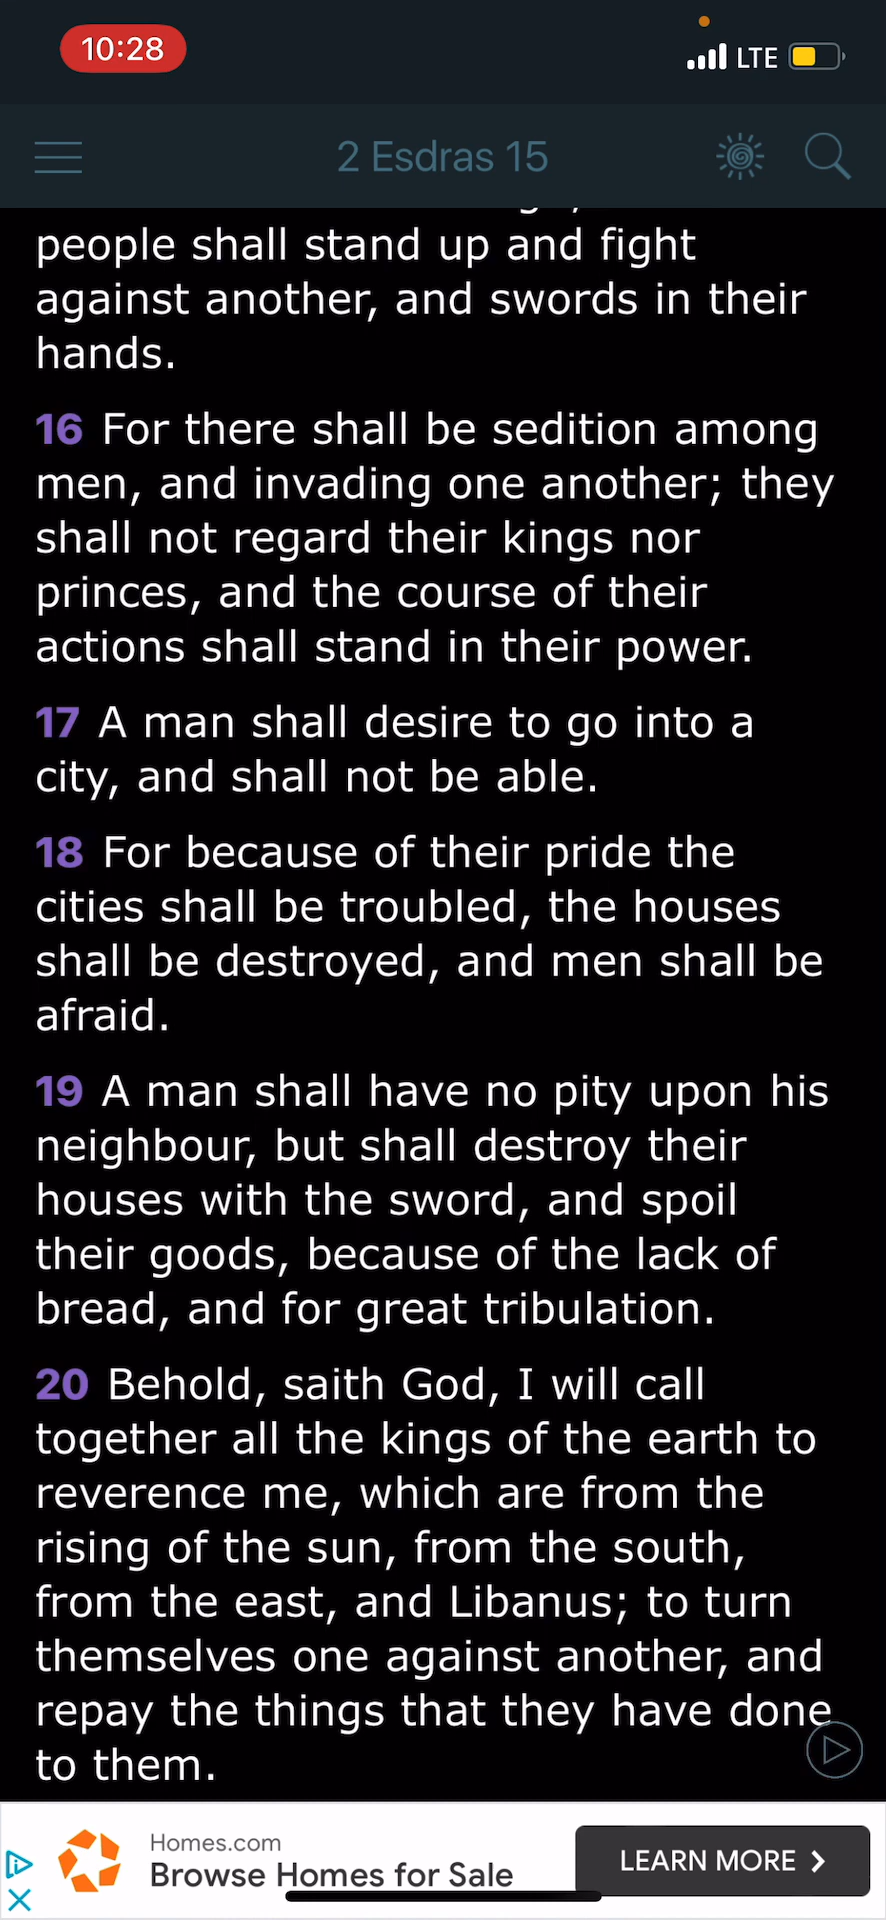 10:28
LTE
2 Esdras 15
people shall stand up and fight
against another, and swords in their
hands.
16 For there shall be sedition among
men, and invading one another; they
shall not regard their kings nor
princes, and the course of their
actions shall stand in their power.
17 A man shall desire to go into a
city, and shall not be able.
18 For because of their pride the
cities shall be troubled, the houses
shall be destroyed, and men shall be
afraid.
19 A man shall have no pity upon his
neighbour, but shall destroy their
houses with the sword, and spoil
their goods, because of the lack of
bread, and for great tribulation.
20 Behold, saith God, I will call
together all the kings of the earth to
reverence me, which are from the
rising of the sun, from the south,
from the east, and Libanus; to turn
themselves one against another, and
repay the things that they have done
to them.
Homes.com
Browse Homes for Sale
LEARN MORE